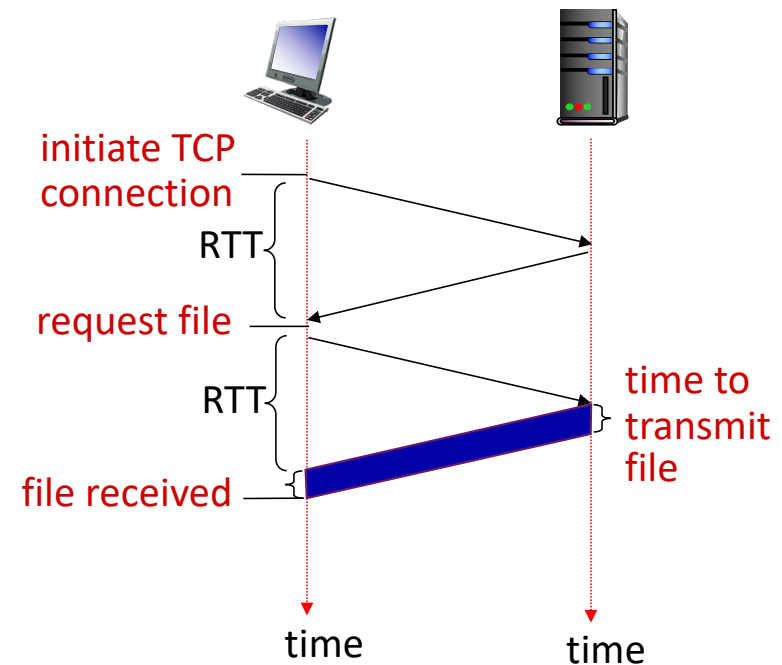 initiate TCP
connection
RTT
request file
RTT
time to
transmit
file
file received
time
time